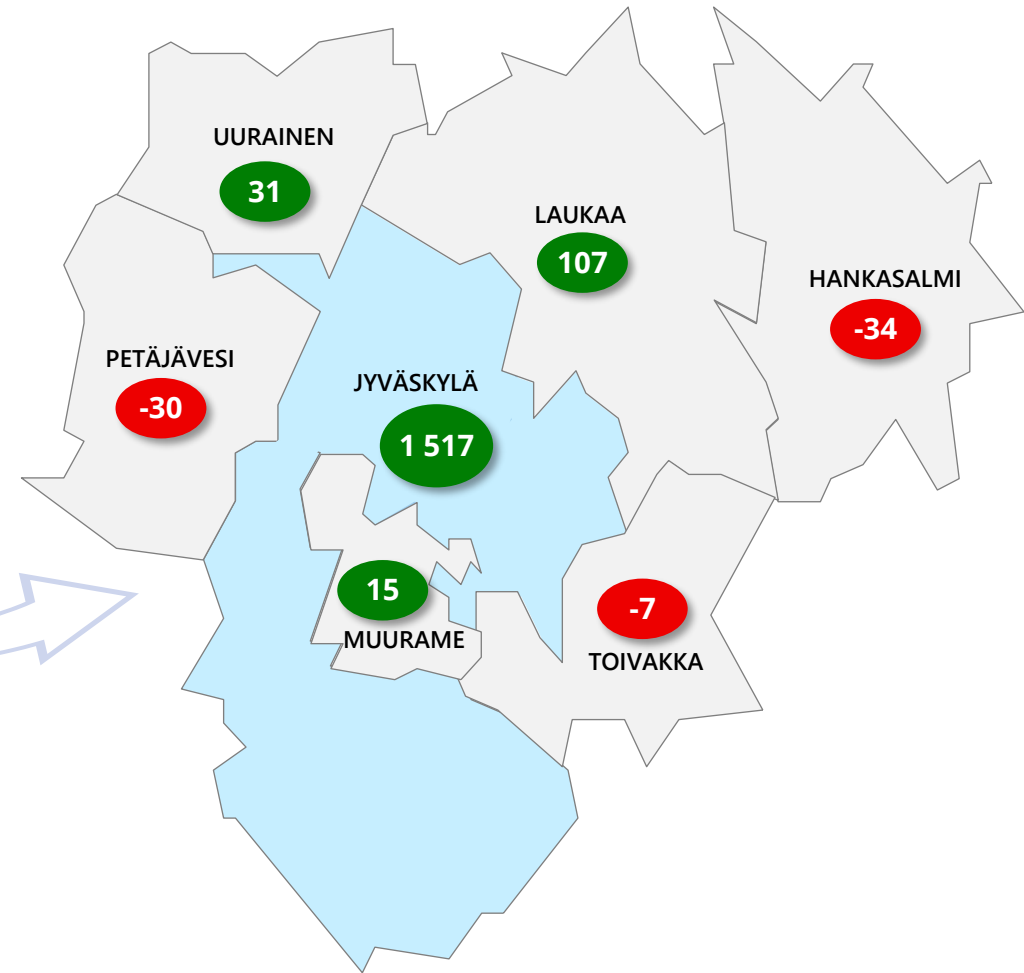 UURAINEN
31
LAUKAA
107
HANKASALMI
-34
PETÄJÄVESI
-30
JYVÄSKYLÄ
1 517
15
MUURAME
-7
TOIVAKKA